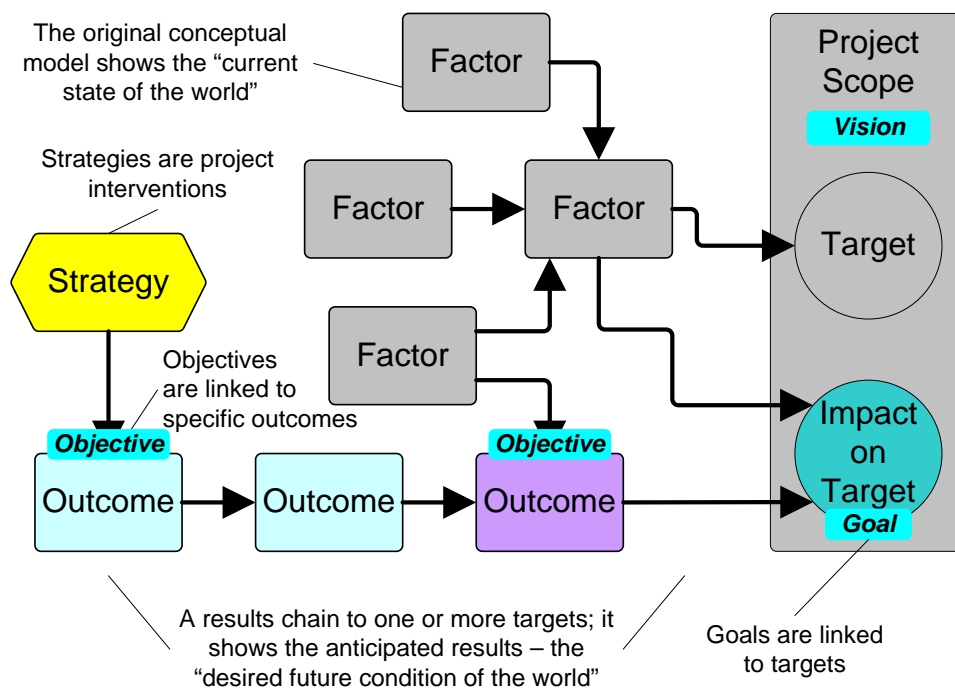 The original conceptual
model shows the “current
state of the world”
Factor
Project
Scope
Vision
Strategies are project
interventions
Factor
Factor
Target
Strategy
Factor
Objectives
are linked to
specific outcomes
Objective
Outcome
Outcome
Objective
Outcome
Impact
on
Target
Goal
A results chain to one or more targets; it
shows the anticipated results – the
“desired future condition of the world”
Goals are linked
to targets